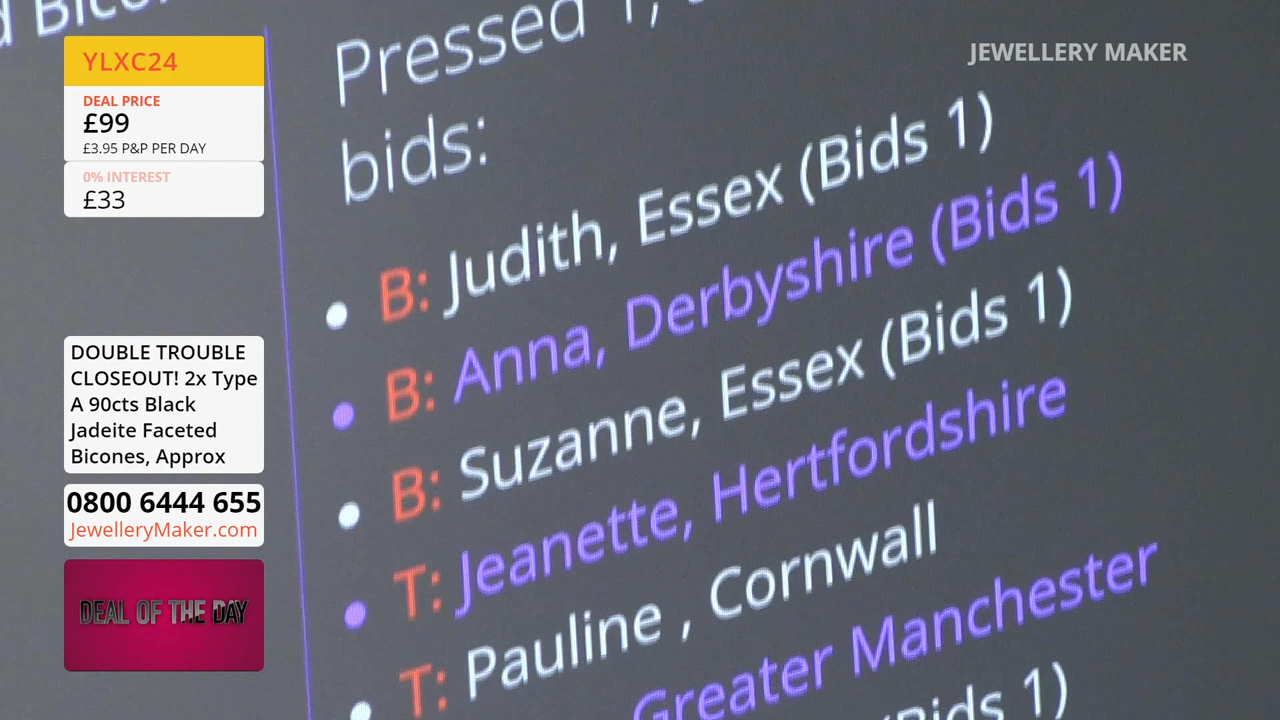 YLXC24
DEAL PRICE
£99
£3.95 P&P PER DAY
0% INTEREST
£33
DOUBLE TROUBLE
CLOSEOUT! 2x Type
A 90cts Black
Jadeite Faceted
Bicones, Approx
0800 6444 655
JewelleryMaker.com
DEAL OF THE DAY
JEWELLERY MAKER
Pressed 1,
bids:
B: Judith, Essex (Bids 1)
B: Anna, Derbyshire (Bids 1)
B: Suzanne, Essex (Bids 1)
T: Jeanette, Hertfordshire
T: Pauline , Cornwall
Greater Manchester
(Bids 1)